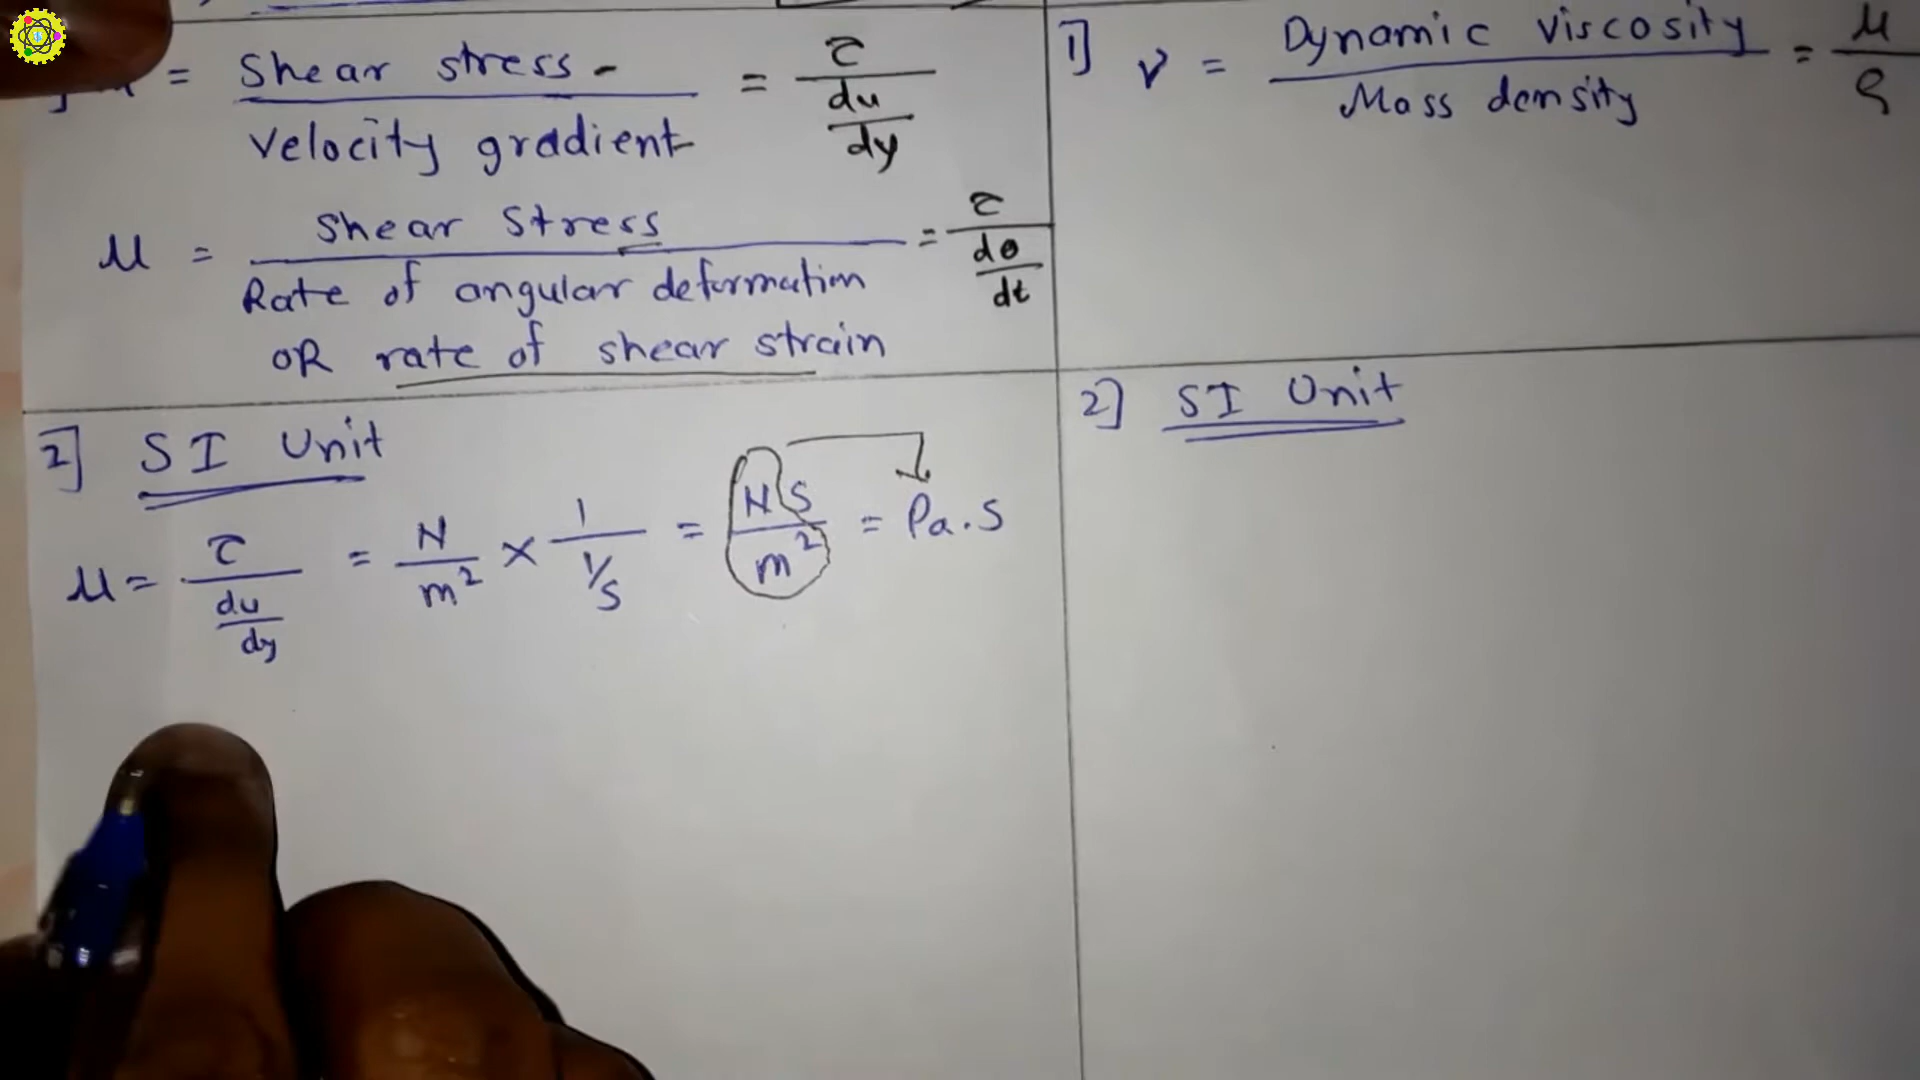 = Shear stress = τ
Velocity gradient du
dy
μ = Shear Stress = τ
Rate of angular deformation dθ
dt
OR rate of shear strain
2] SI Unit
μ = τ = N × 1 = N S = Pa.S
du m² 1/s m²
dy
1] ν = Dynamic viscosity = μ
Mass density ρ
2] SI Unit